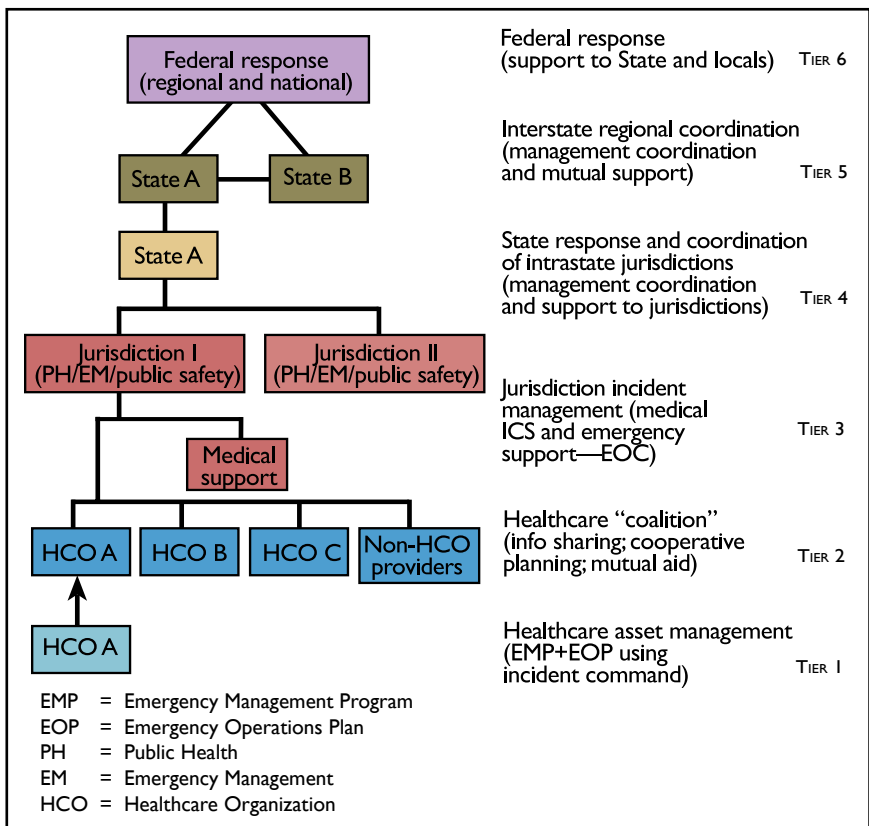 Federal response
(regional and national)
Federal response
(support to State and locals)
TIER 6
State A
State B
Interstate regional coordination
(management coordination
and mutual support)
TIER 5
State A
State response and coordination
of intrastate jurisdictions
(management coordination
and support to jurisdictions)
TIER 4
Jurisdiction I
(PH/EM/public safety)
Jurisdiction II
(PH/EM/public safety)
Medical
support
Jurisdiction incident
management (medical
ICS and emergency
support—EOC)
TIER 3
HCO A
HCO B
HCO C
Non-HCO
providers
Healthcare “coalition”
(info sharing; cooperative
planning; mutual aid)
TIER 2
HCO A
Healthcare asset management
(EMP+EOP using
incident command)
TIER 1
EMP = Emergency Management Program
EOP = Emergency Operations Plan
PH = Public Health
EM = Emergency Management
HCO = Healthcare Organization